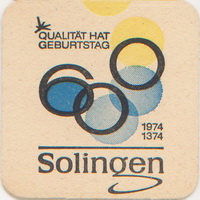 QUALITÄT HAT
GEBURTSTAG
600
1974
1374
Solingen